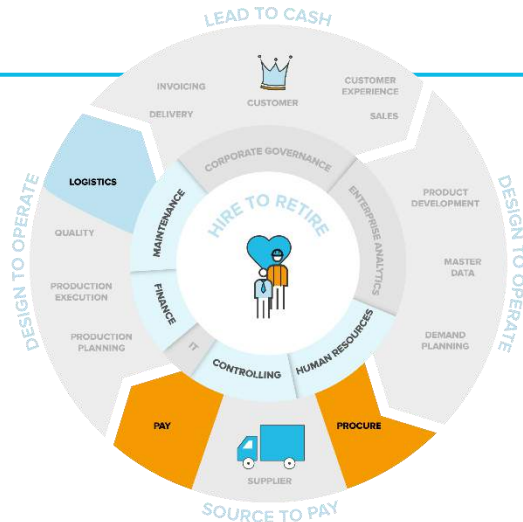 LEAD TO CASH
INVOICING
DELIVERY
CUSTOMER
CUSTOMER
EXPERIENCE
SALES
DESIGN TO OPERATE
LOGISTICS
QUALITY
PRODUCTION
EXECUTION
PRODUCTION
PLANNING
CORPORATE GOVERNANCE
MAINTENANCE
FINANCE
IT
CONTROLLING
HUMAN RESOURCES
ENTERPRISE ANALYTICS
HIRE TO RETIRE
DESIGN TO OPERATE
PRODUCT
DEVELOPMENT
MASTER
DATA
DEMAND
PLANNING
PAY
SUPPLIER
PROCURE
SOURCE TO PAY